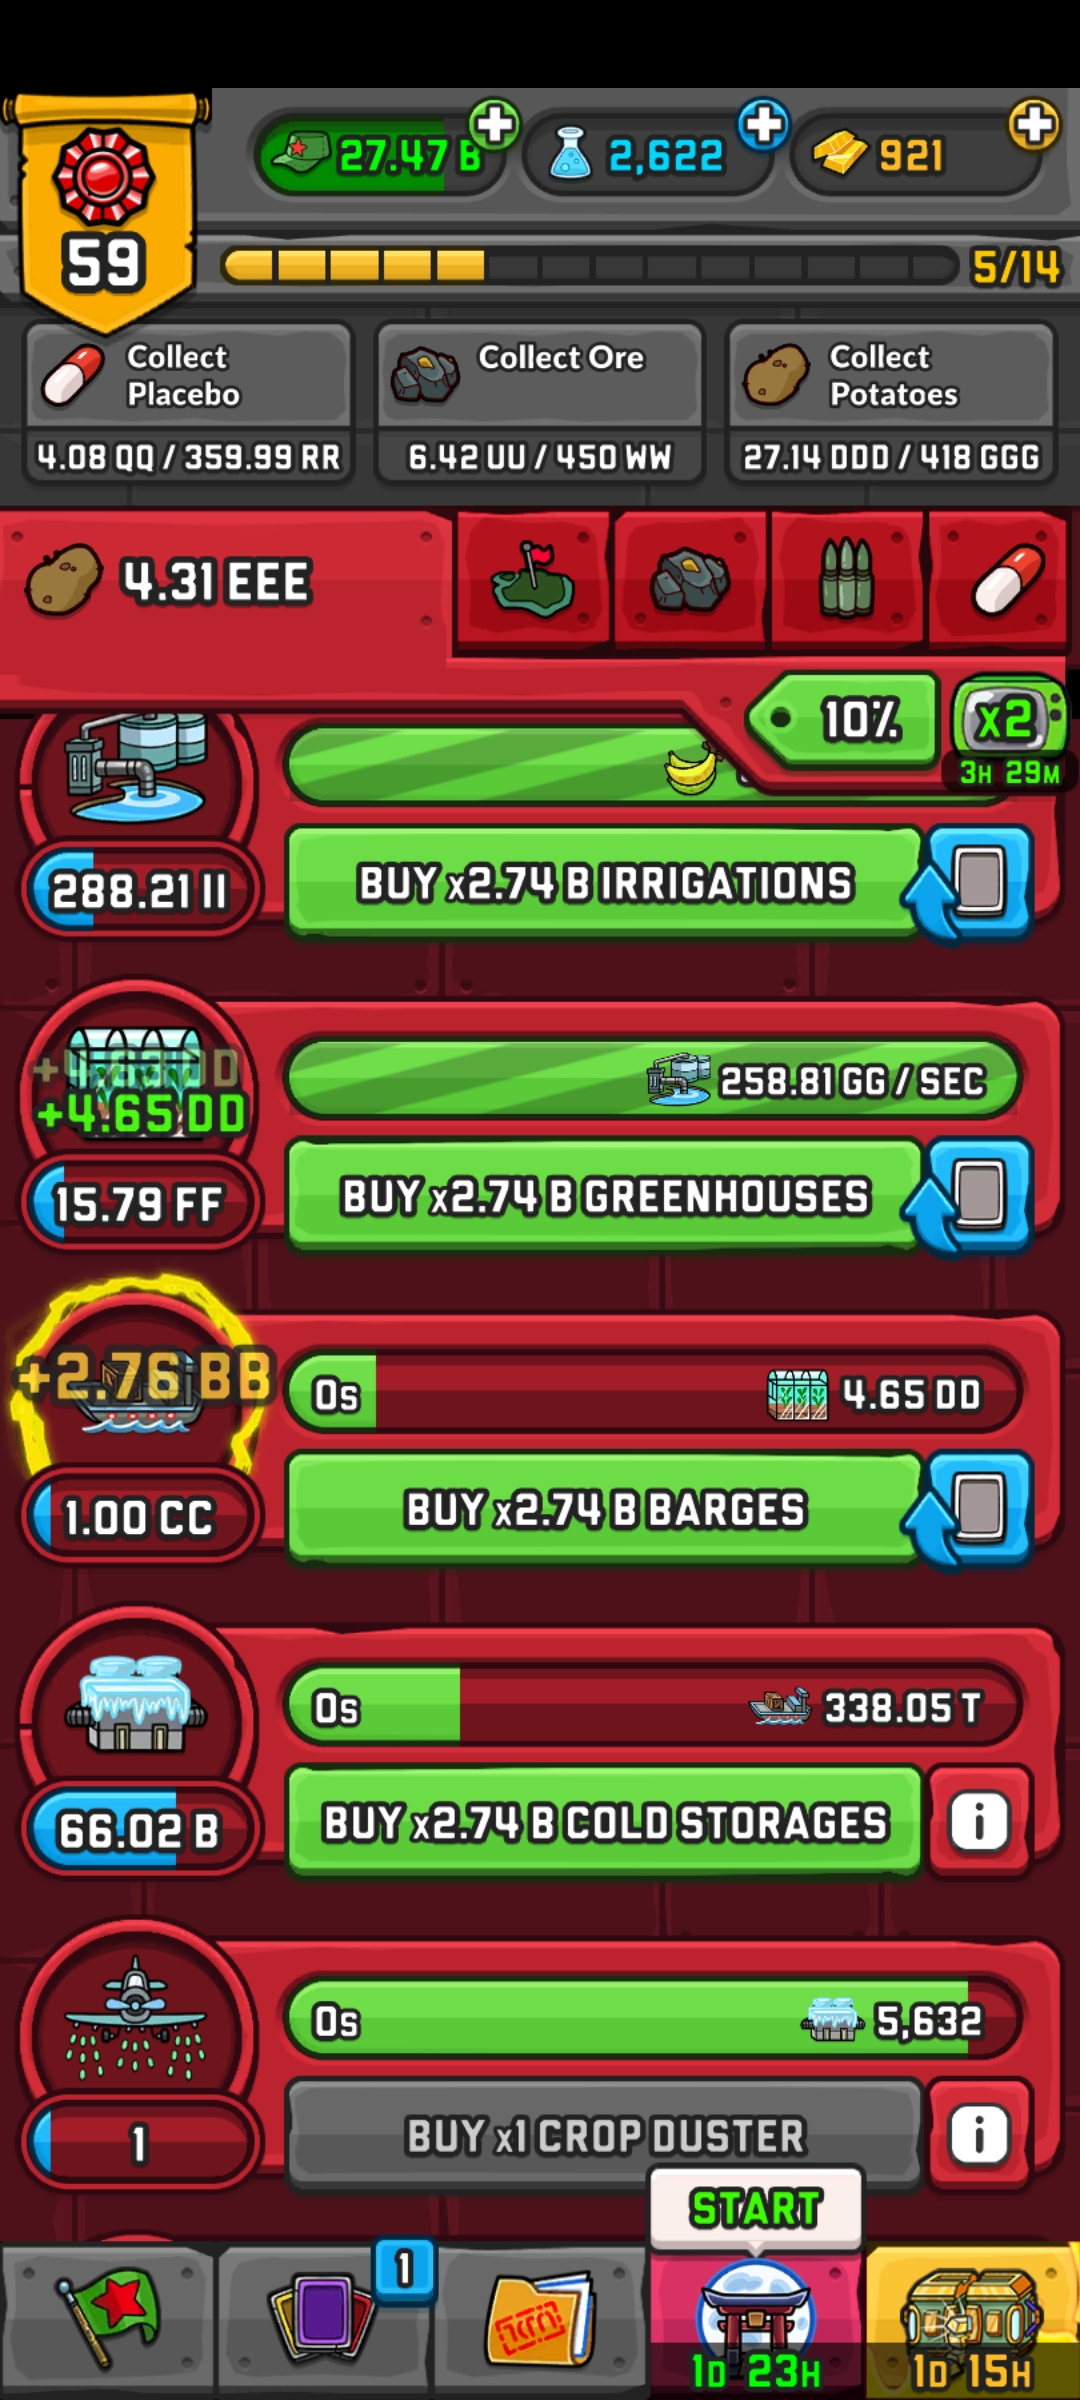 27.47 B
2,622
921
59
5/14
Collect
Placebo
4.08 QQ / 359.99 RR
Collect Ore
6.42 UU / 450 WW
Collect
Potatoes
27.14 DDD / 418 GGG
4.31 EEE
10%
x2
3H 29M
288.21 II
BUY x2.74 B IRRIGATIONS
+4.65 DD
258.81 GG / SEC
15.79 FF
BUY x2.74 B GREENHOUSES
+2.76 BB
0s
4.65 DD
1.00 CC
BUY x2.74 B BARGES
0s
338.05 T
66.02 B
BUY x2.74 B COLD STORAGES
i
0s
5,632
1
BUY x1 CROP DUSTER
i
START
1
1D 23H
1D 15H